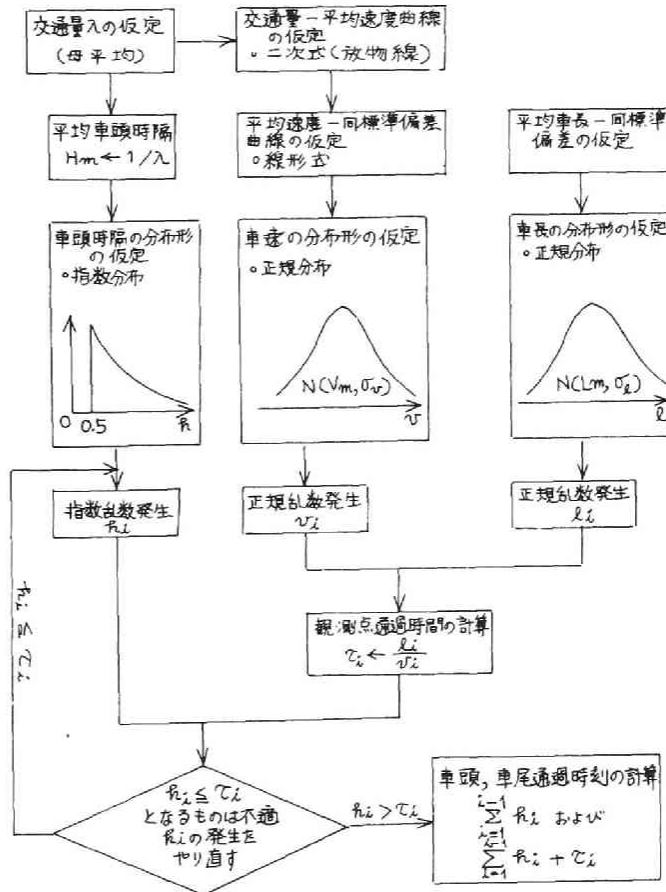 交通量λの仮定
(母平均)
交通量－平均速度曲線
の仮定
◦二次式(放物線)
平均車頭時隔
Hm←1/λ
平均速度－同標準偏差
曲線の仮定
◦線形式
平均車長－同標準
偏差の仮定
車頭時隔の分布形
の仮定
◦指数分布
0
0.5
h
車速の分布形の仮定
◦正規分布
N(Vm,σv)
v
車長の分布形の仮定
◦正規分布
N(Lm,σℓ)
ℓ
指数乱数発生
hi
正規乱数発生
vi
正規乱数発生
ℓi
観測点通過時間の計算
τi←ℓi/vi
hi≦τi
hi≦τi
となるものは不適
hiの発生を
やり直す
hi>τi
車頭,車尾通過時刻の計算
i-1
Σ hi および
i=1
i-1
Σ hi+τi
i=1